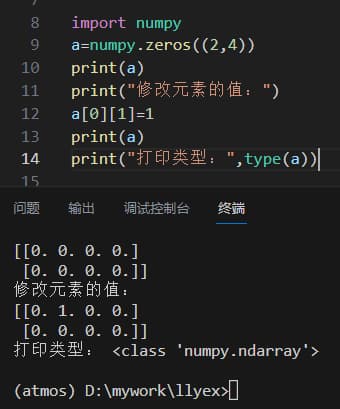 7
8 import numpy
9 a=numpy.zeros((2,4))
10 print(a)
11 print("修改元素的值：")
12 a[0][1]=1
13 print(a)
14 print("打印类型：",type(a))
15
问题 输出 调试控制台 终端
[[0. 0. 0. 0.]
 [0. 0. 0. 0.]]
修改元素的值：
[[0. 1. 0. 0.]
 [0. 0. 0. 0.]]
打印类型： <class 'numpy.ndarray'>
(atmos) D:\mywork\llyex>